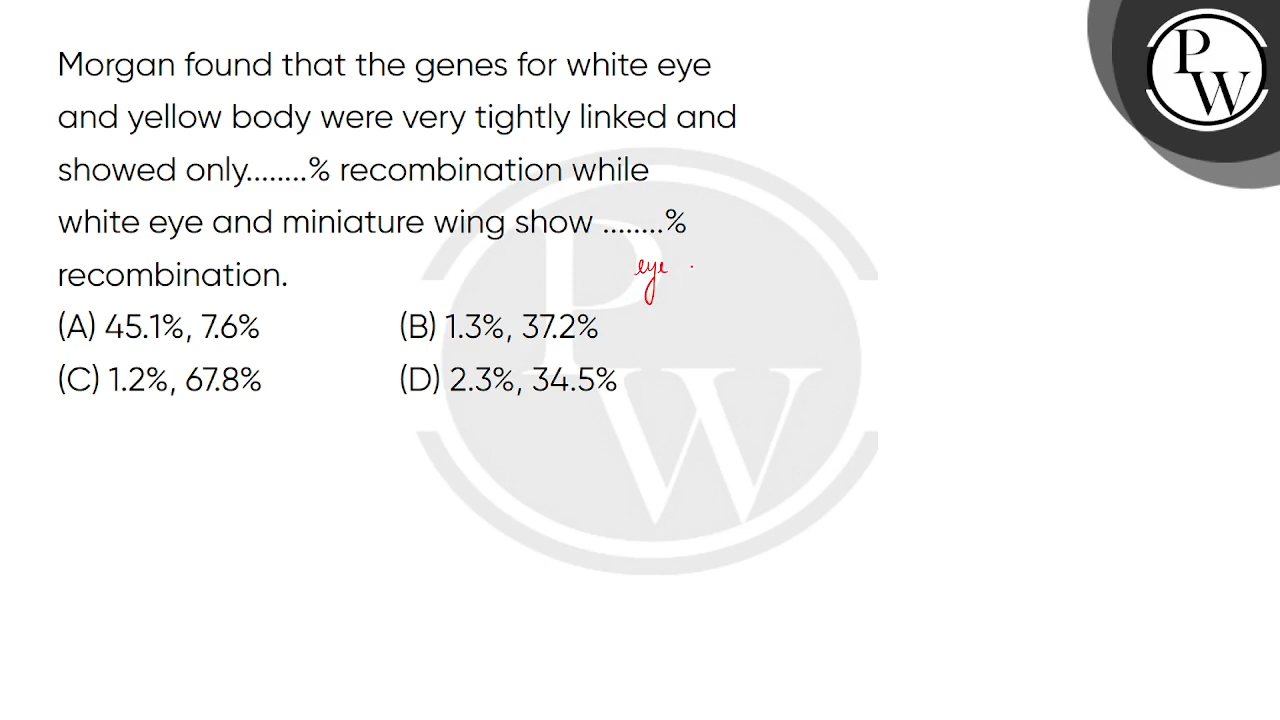 Morgan found that the genes for white eye
and yellow body were very tightly linked and
showed only........% recombination while
white eye and miniature wing show ........%
recombination.
eye
(A) 45.1%, 7.6% (B) 1.3%, 37.2%
(C) 1.2%, 67.8% (D) 2.3%, 34.5%
P
W
P
W